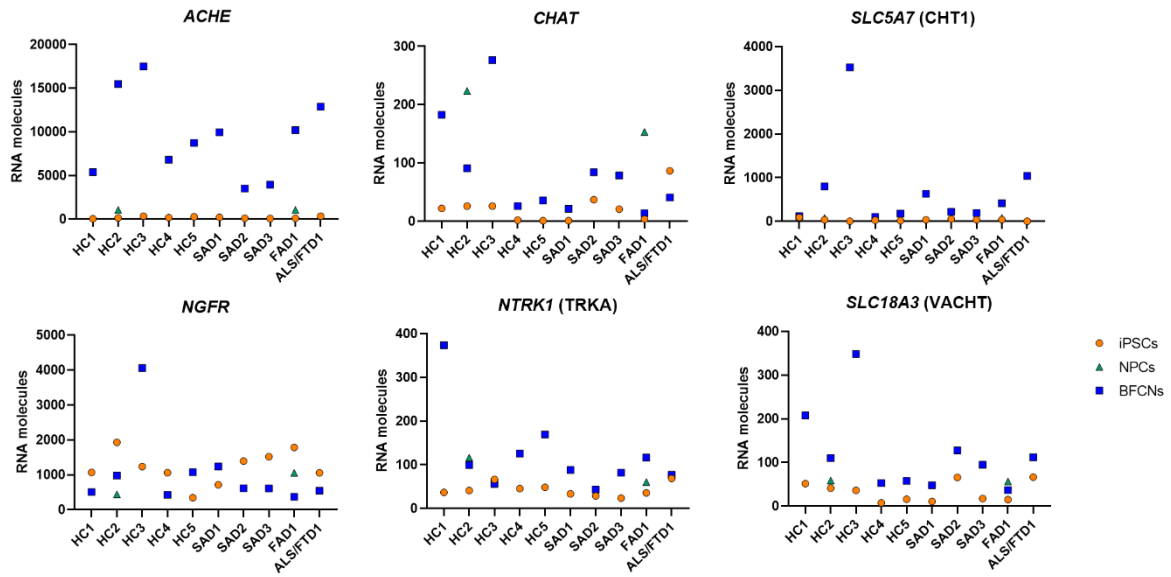 ACHE
RNA molecules
20000
15000
10000
5000
0
HC1 HC2 HC3 HC4 HC5 SAD1 SAD2 SAD3 FAD1 ALS/FTD1
CHAT
RNA molecules
300
200
100
0
HC1 HC2 HC3 HC4 HC5 SAD1 SAD2 SAD3 FAD1 ALS/FTD1
SLC5A7 (CHT1)
RNA molecules
4000
3000
2000
1000
0
HC1 HC2 HC3 HC4 HC5 SAD1 SAD2 SAD3 FAD1 ALS/FTD1
NGFR
RNA molecules
5000
4000
3000
2000
1000
0
HC1 HC2 HC3 HC4 HC5 SAD1 SAD2 SAD3 FAD1 ALS/FTD1
NTRK1 (TRKA)
RNA molecules
400
300
200
100
0
HC1 HC2 HC3 HC4 HC5 SAD1 SAD2 SAD3 FAD1 ALS/FTD1
SLC18A3 (VACHT)
RNA molecules
400
300
200
100
0
HC1 HC2 HC3 HC4 HC5 SAD1 SAD2 SAD3 FAD1 ALS/FTD1
iPSCs
NPCs
BFCNs